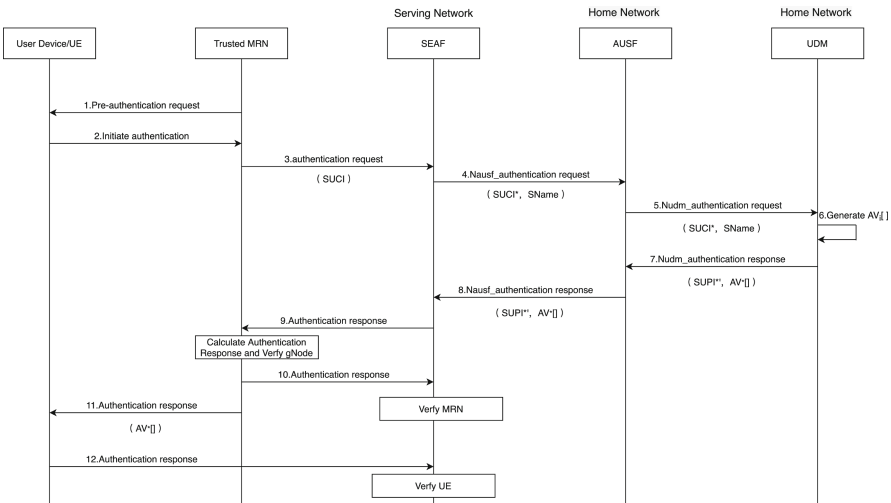 Serving Network
Home Network
Home Network
User Device/UE
Trusted MRN
SEAF
AUSF
UDM
1.Pre-authentication request
2.Initiate authentication
3.authentication request
( SUCI )
4.Nausf_authentication request
( SUCI*, SName )
5.Nudm_authentication request
( SUCI*, SName )
6.Generate AVⱼ[ ]
7.Nudm_authentication response
( SUPI*', AV*[] )
8.Nausf_authentication response
( SUPI*', AV*[] )
9.Authentication response
Calculate Authentication
Response and Verfy gNode
10.Authentication response
11.Authentication response
( AV*[] )
Verfy MRN
12.Authentication response
Verfy UE